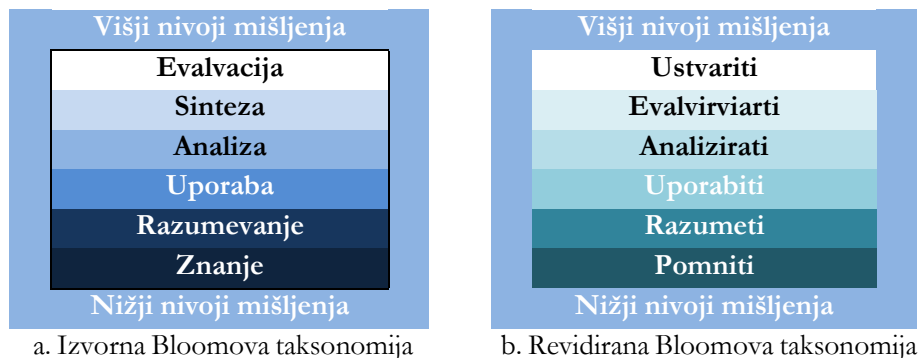 Višji nivoji mišljenja
Evalvacija
Sinteza
Analiza
Uporaba
Razumevanje
Znanje
Nižji nivoji mišljenja
a. Izvorna Bloomova taksonomija
Višji nivoji mišljenja
Ustvariti
Evalvirviarti
Analizirati
Uporabiti
Razumeti
Pomniti
Nižji nivoji mišljenja
b. Revidirana Bloomova taksonomija